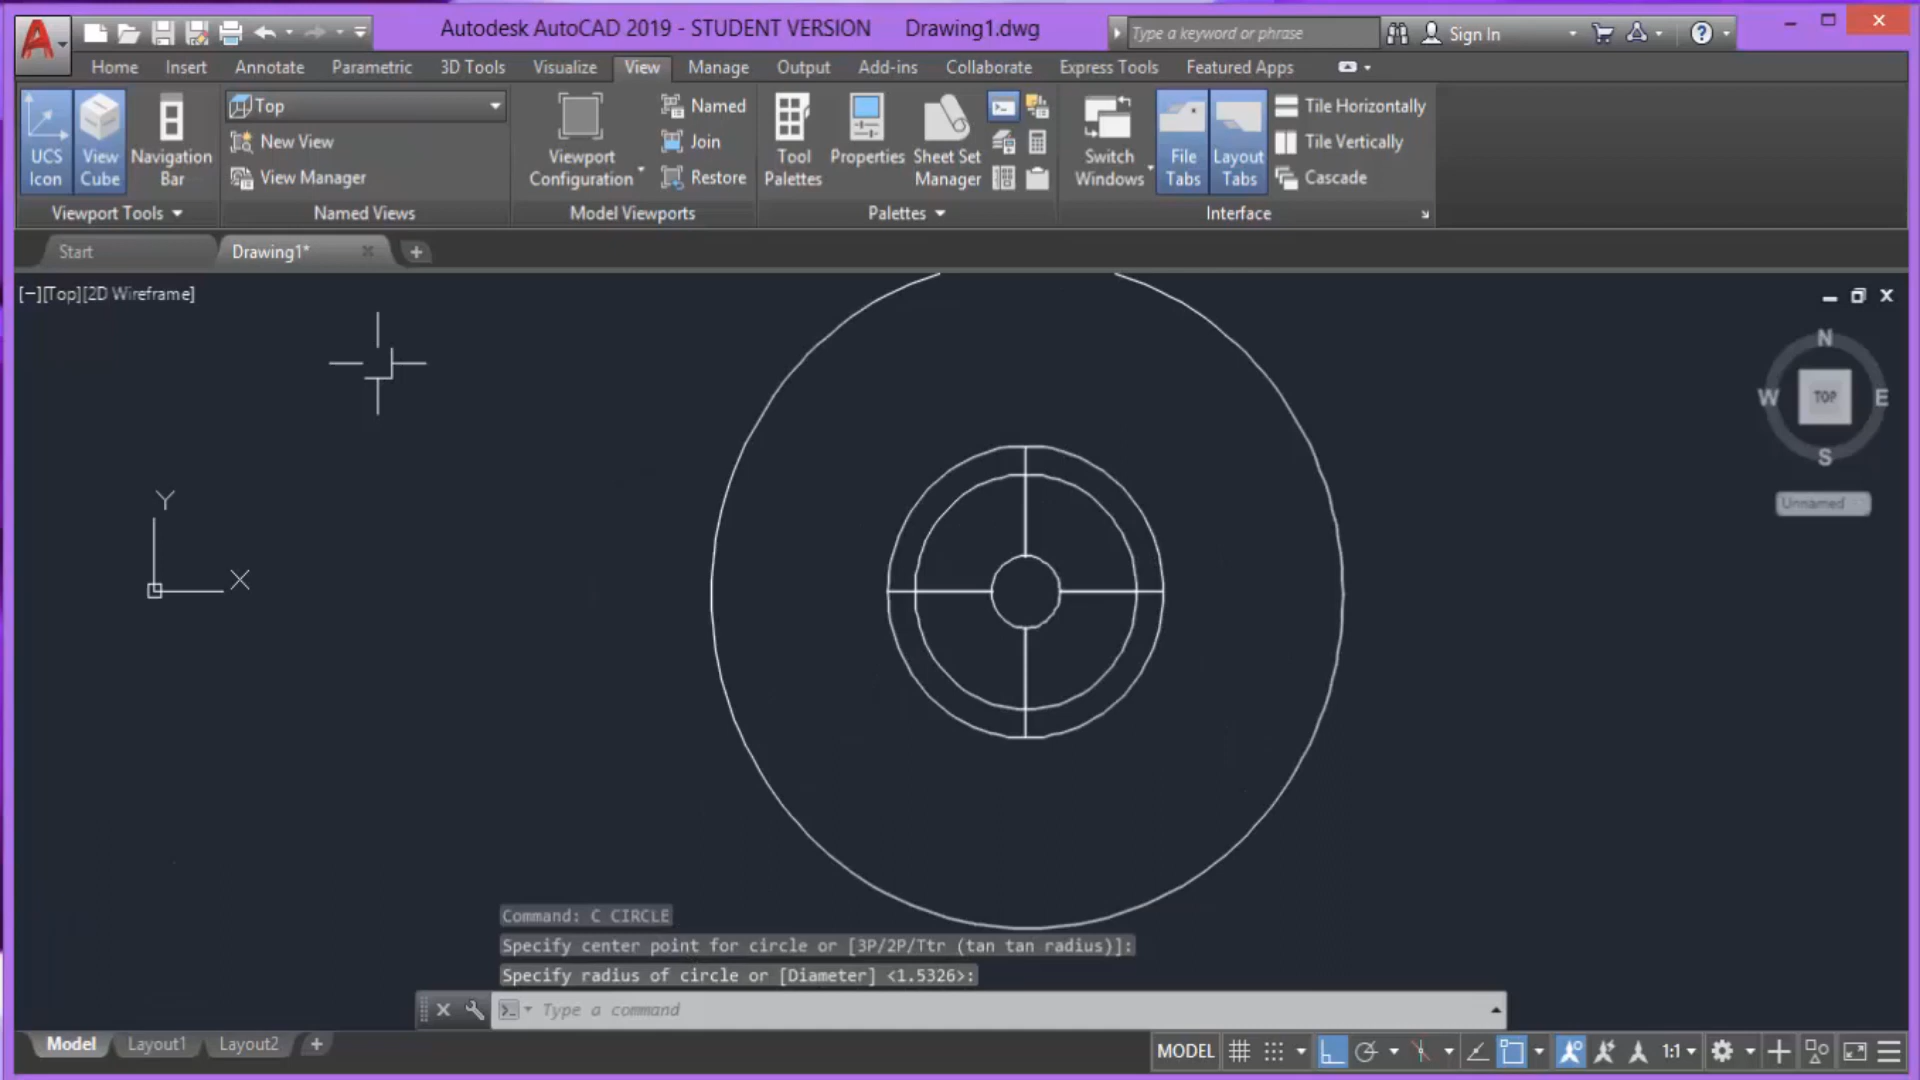 Autodesk AutoCAD 2019 - STUDENT VERSION Drawing1.dwg
Type a keyword or phrase
Sign In
Home Insert Annotate Parametric 3D Tools Visualize View Manage Output Add-ins Collaborate Express Tools Featured Apps
UCS Icon
View Cube
Navigation Bar
Viewport Tools
Top
New View
View Manager
Named Views
Viewport Configuration
Named
Join
Restore
Model Viewports
Tool Palettes
Properties
Sheet Set Manager
Palettes
Switch Windows
File Tabs
Layout Tabs
Tile Horizontally
Tile Vertically
Cascade
Interface
Start
Drawing1*
[−][Top][2D Wireframe]
N
W
TOP
E
S
Unnamed
Y
X
Command: C CIRCLE
Specify center point for circle or [3P/2P/Ttr (tan tan radius)]:
Specify radius of circle or [Diameter] <1.5326>:
Type a command
Model Layout1 Layout2
MODEL
1:1